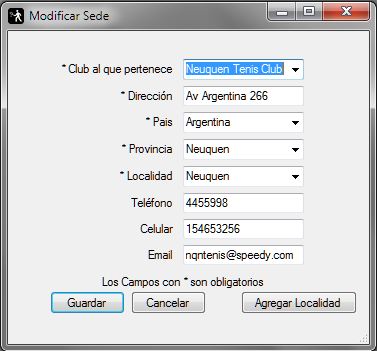 Modificar Sede
* Club al que pertenece Neuquen Tenis Club
* Dirección Av Argentina 266
* Pais Argentina
* Provincia Neuquen
* Localidad Neuquen
Teléfono 4455998
Celular 154653256
Email nqntenis@speedy.com
Los Campos con * son obligatorios
Guardar Cancelar Agregar Localidad